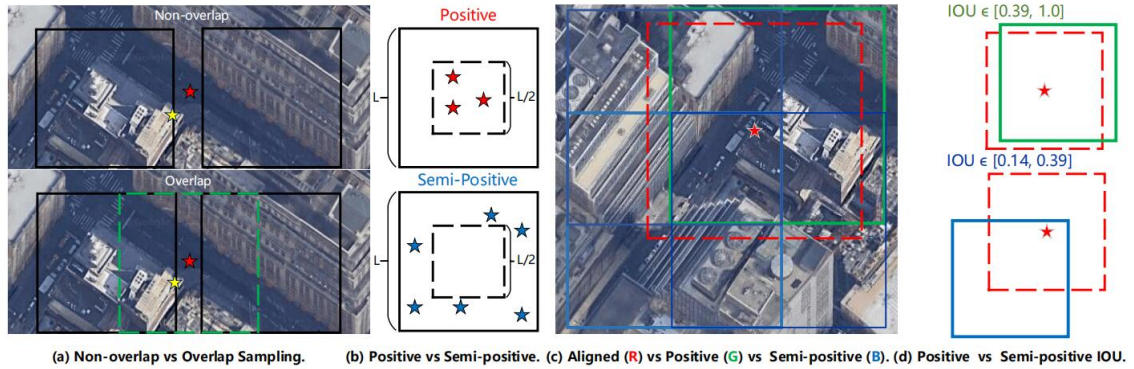 Non-overlap
Overlap
Positive
L
L/2
Semi-Positive
L
L/2
IOU ϵ [0.39, 1.0]
IOU ϵ [0.14, 0.39]
(a) Non-overlap vs Overlap Sampling.
(b) Positive vs Semi-positive.
(c) Aligned (R) vs Positive (G) vs Semi-positive (B).
(d) Positive vs Semi-positive IOU.